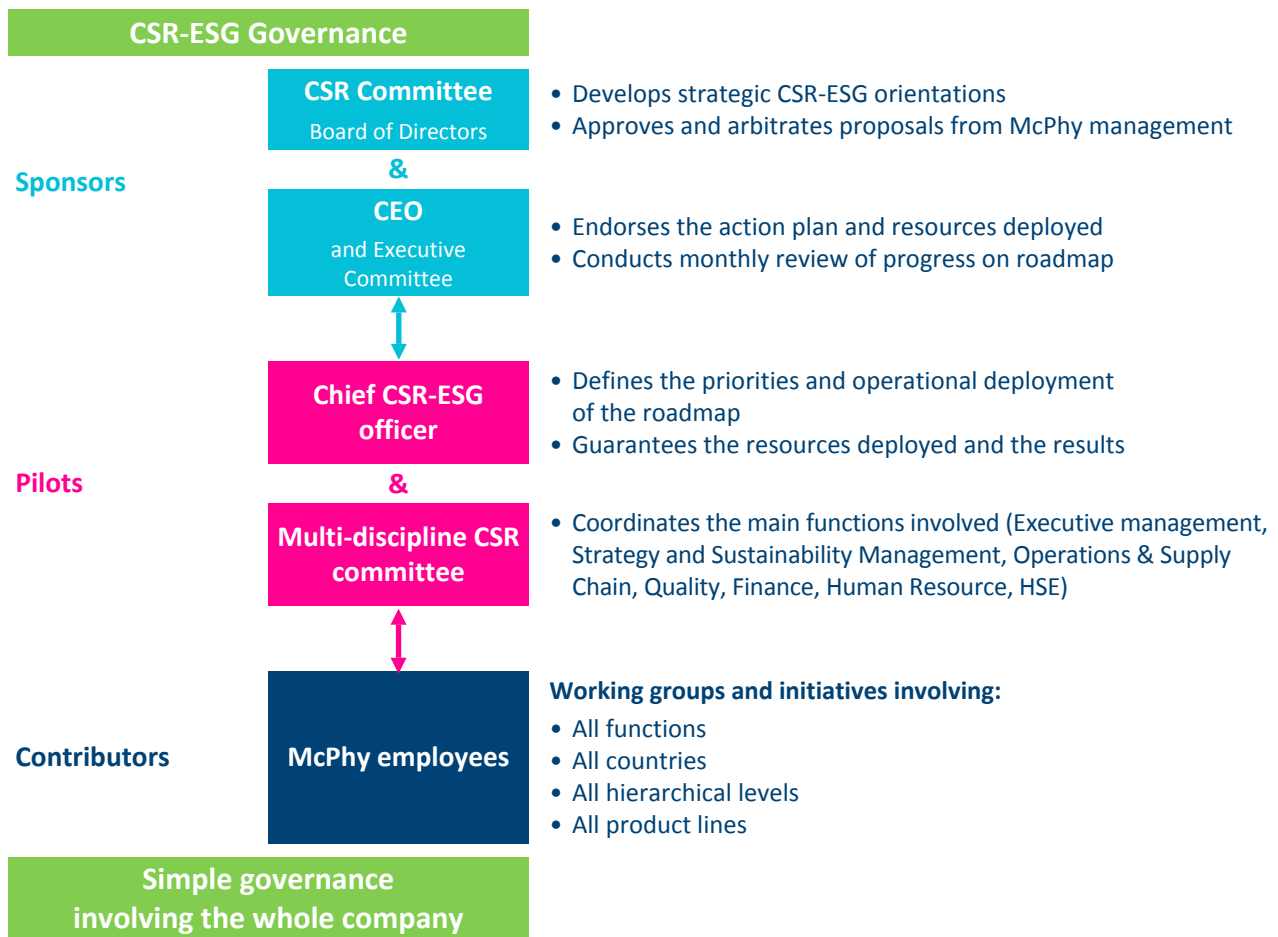 CSR-ESG Governance
Sponsors
CSR Committee
Board of Directors
• Develops strategic CSR-ESG orientations
• Approves and arbitrates proposals from McPhy management
&
CEO
and Executive
Committee
• Endorses the action plan and resources deployed
• Conducts monthly review of progress on roadmap
Pilots
Chief CSR-ESG
officer
• Defines the priorities and operational deployment
of the roadmap
• Guarantees the resources deployed and the results
&
Multi-discipline CSR
committee
• Coordinates the main functions involved (Executive management,
Strategy and Sustainability Management, Operations & Supply
Chain, Quality, Finance, Human Resource, HSE)
Contributors
McPhy employees
Working groups and initiatives involving:
• All functions
• All countries
• All hierarchical levels
• All product lines
Simple governance
involving the whole company